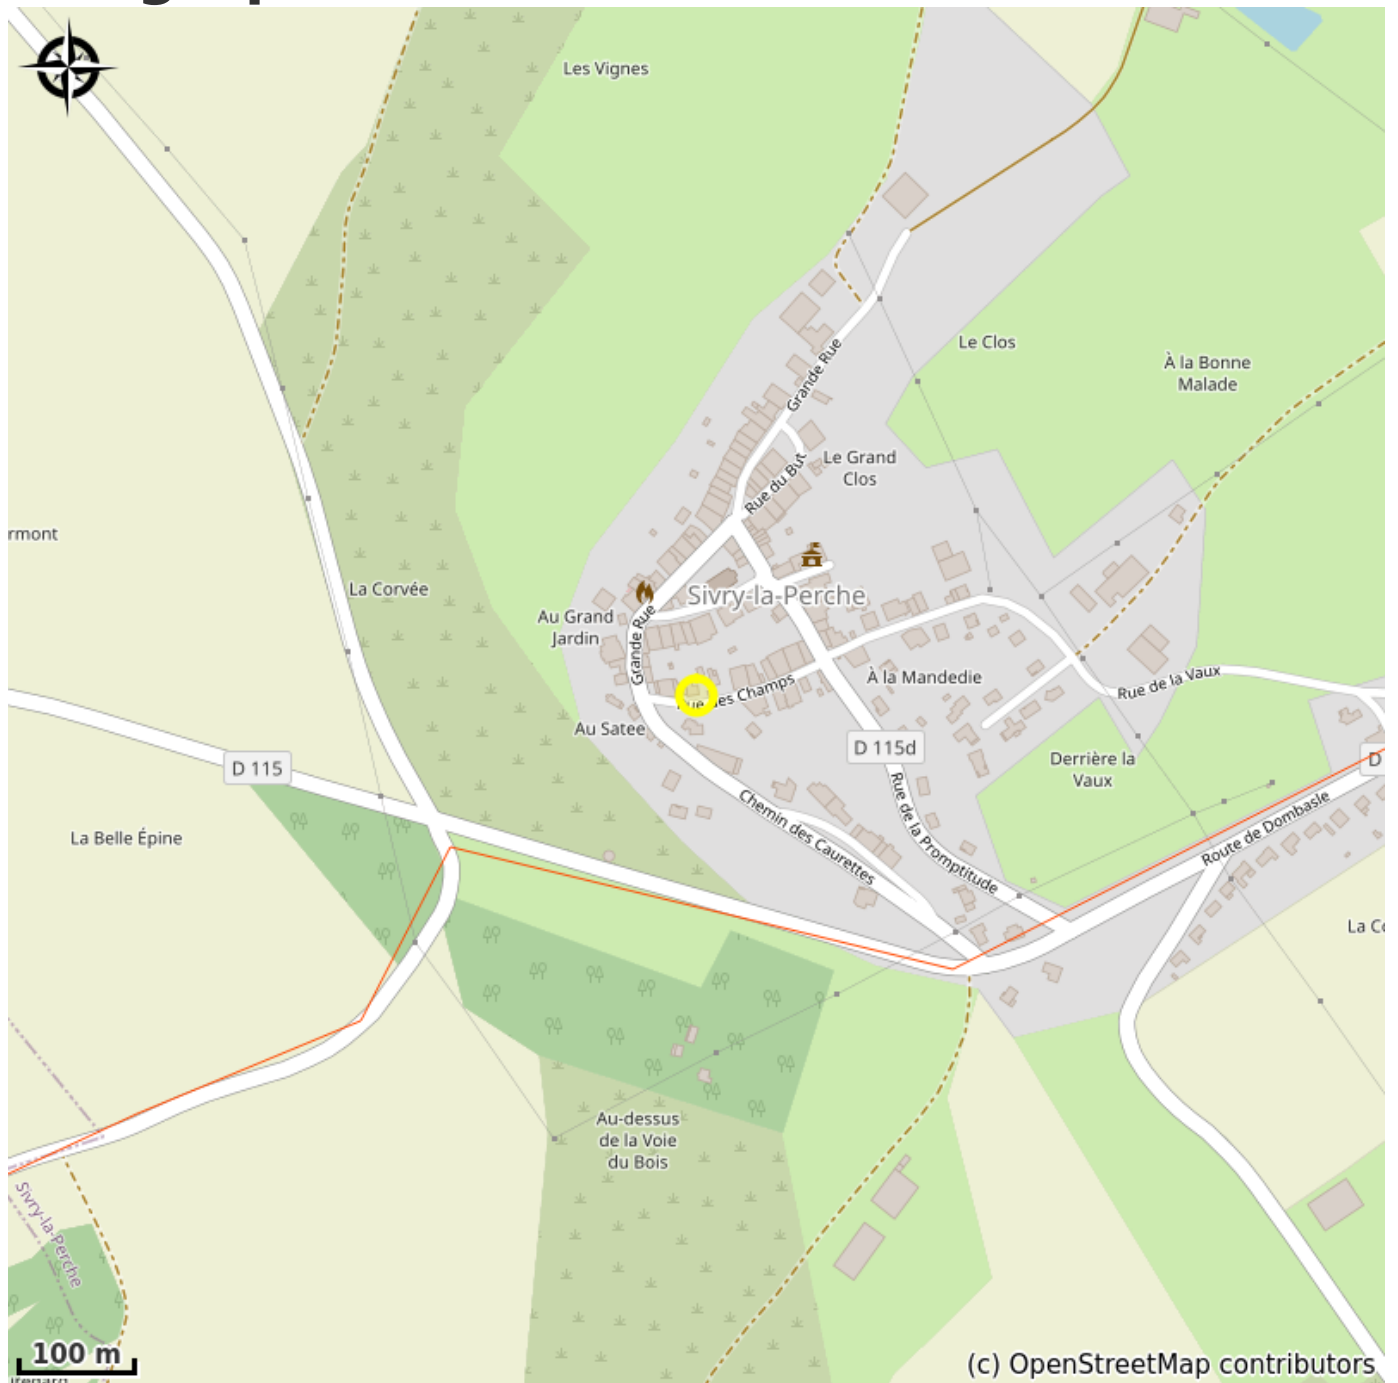 Les Vignes
Grande Rue
Le Clos
À la Bonne
Malade
Rue du But
Le Grand
Clos
rmont
La Corvée
Sivry-la-Perche
Au Grand
Jardin
Grande Rue
Rue des Champs
À la Mandedie
Rue de la Vaux
Au Satee
D 115d
D 115
Derrière la
Vaux
D
Chemin des Caurettes
Rue de la Promptitude
Route de Dombasle
La Belle Épine
La Co
Au-dessus
de la Voie
du Bois
Sivry-la-Perche
100 m
(c) OpenStreetMap contributors